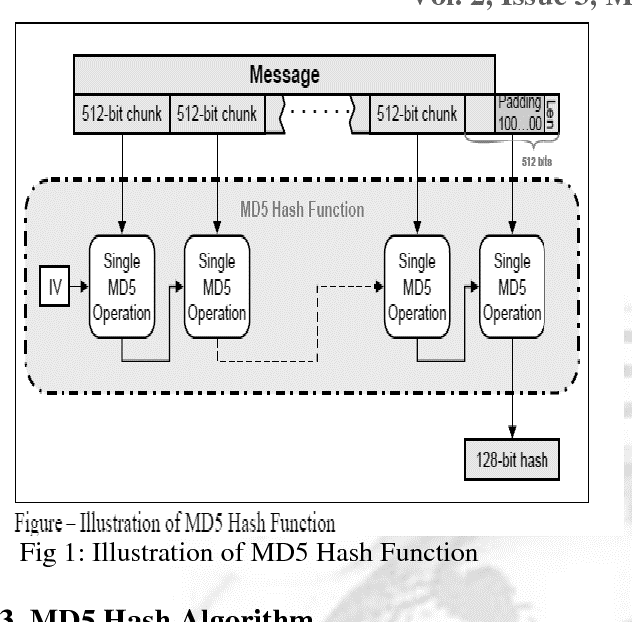 Vol. 2, Issue 3, M
Message
512-bit chunk 512-bit chunk ...... 512-bit chunk Padding Len
100...00
512 bits
MD5 Hash Function
IV
Single MD5 Operation
Single MD5 Operation
Single MD5 Operation
Single MD5 Operation
128-bit hash
Figure – Illustration of MD5 Hash Function
Fig 1: Illustration of MD5 Hash Function
3. MD5 Hash Algorithm